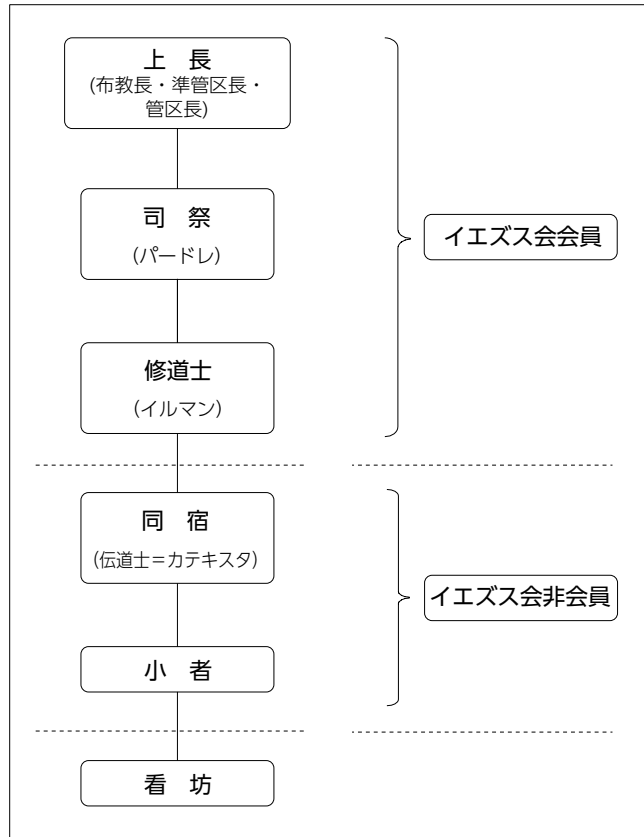 上　長
(布教長・準管区長・
管区長)
司　祭
(パードレ)
イエズス会会員
修道士
(イルマン)
同　宿
(伝道士＝カテキスタ)
イエズス会非会員
小　者
看　坊